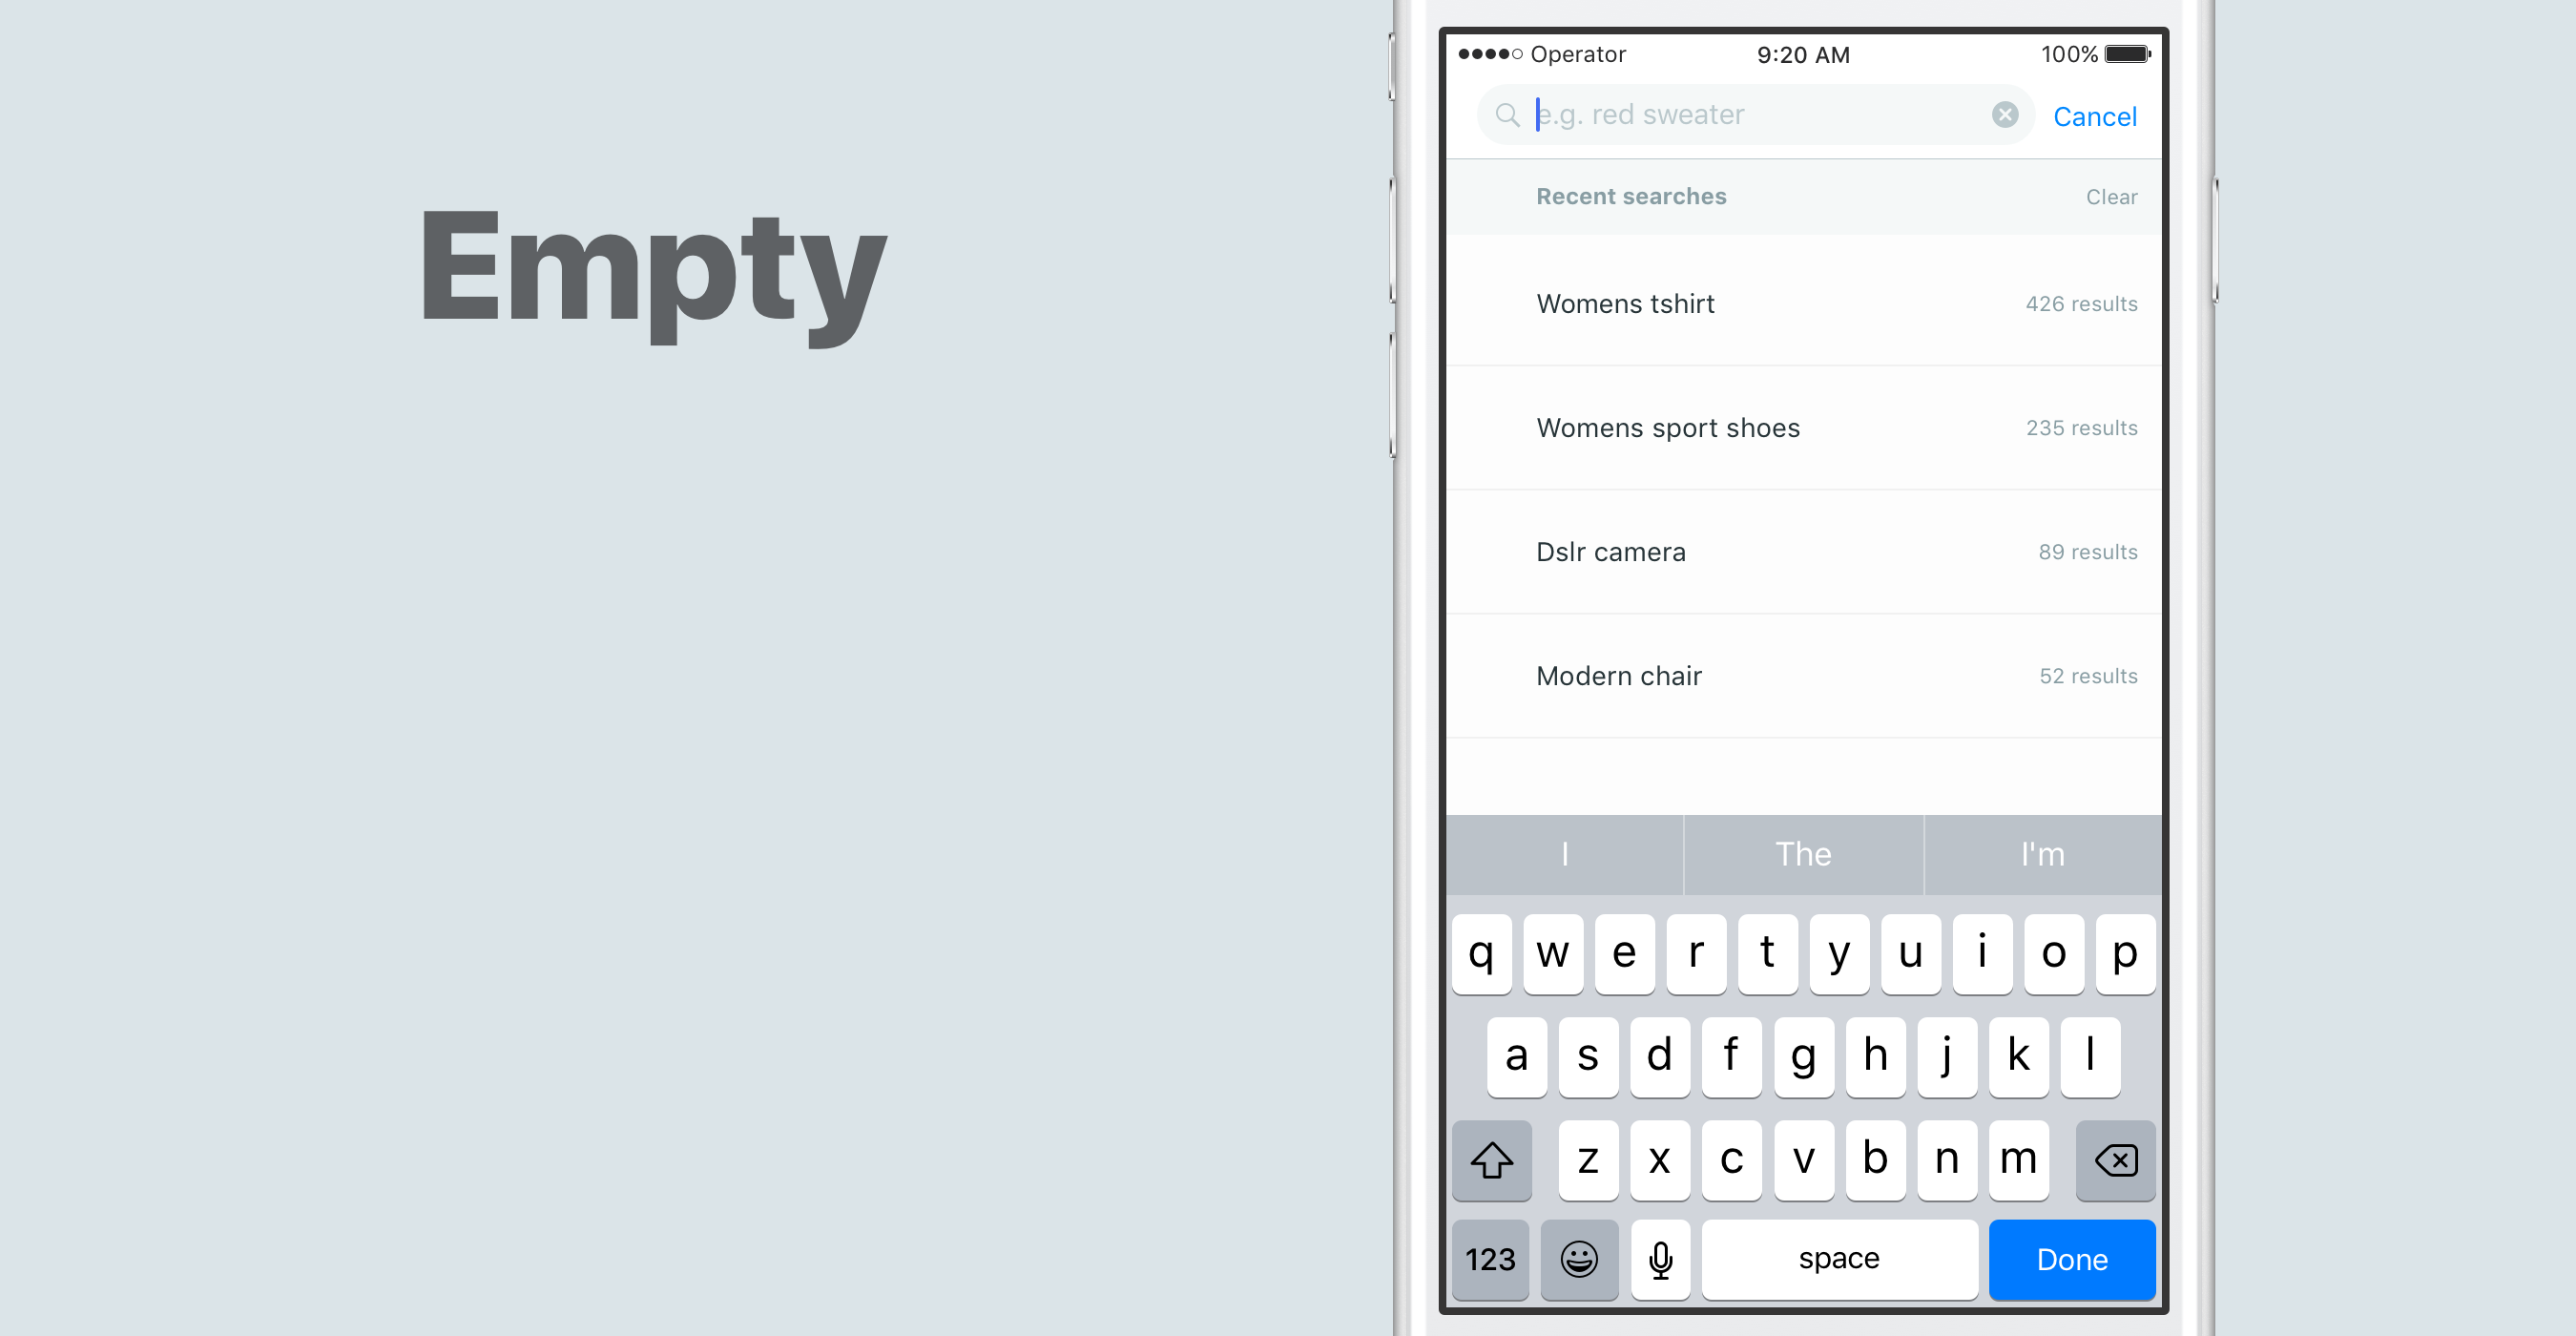 Empty
Operator 9:20 AM 100%
e.g. red sweater Cancel
Recent searches Clear
Womens tshirt 426 results
Womens sport shoes 235 results
Dslr camera 89 results
Modern chair 52 results
I The I'm
q w e r t y u i o p
a s d f g h j k l
z x c v b n m
123 space Done